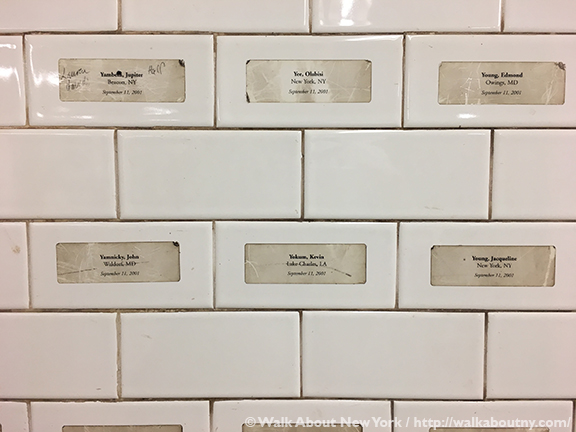 Yambem, Jupiter
Beacon, NY
September 11, 2001
Yee, Olabisi
New York, NY
September 11, 2001
Young, Edmond
Owings, MD
September 11, 2001
Yamnicky, John
Waldorf, MD
September 11, 2001
Yokum, Kevin
Lake Charles, LA
September 11, 2001
Young, Jacqueline
New York, NY
September 11, 2001
© Walk About New York / http://walkaboutny.com/